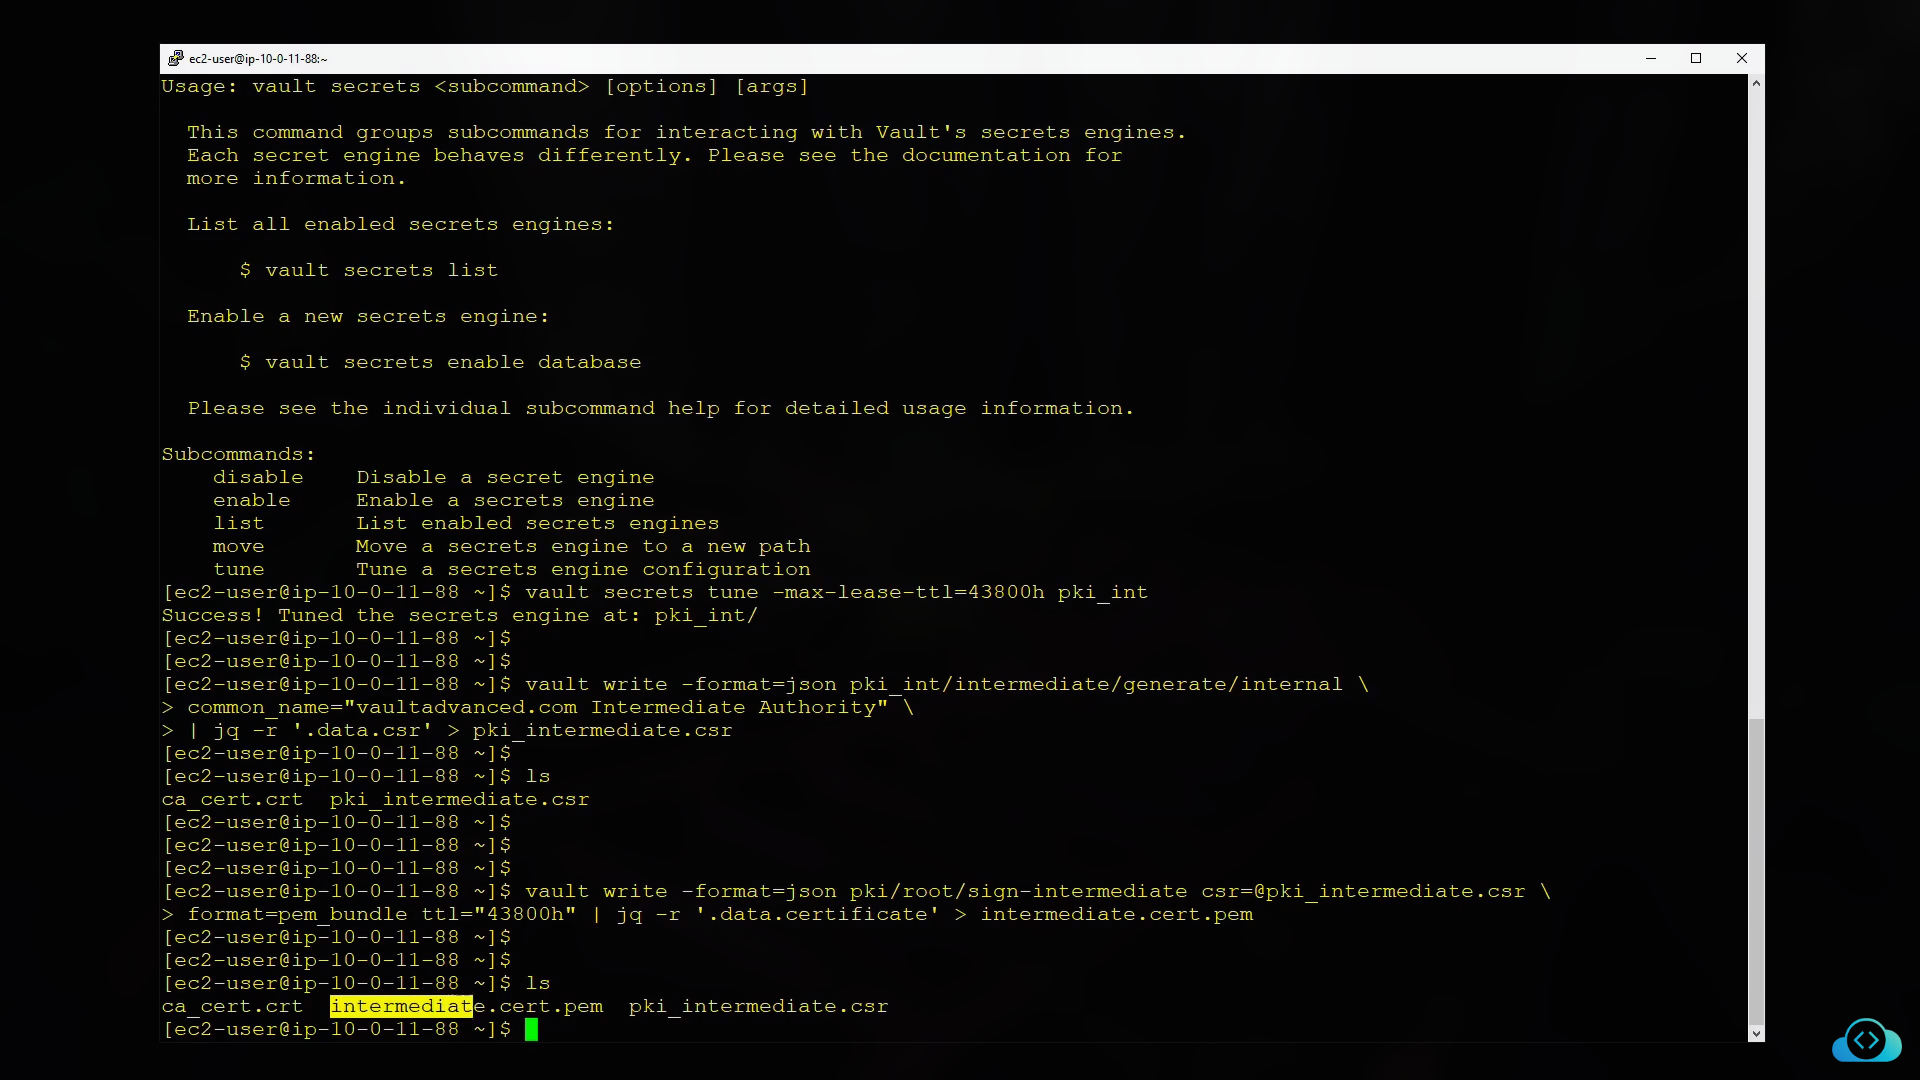 ec2-user@ip-10-0-11-88:~
Usage: vault secrets <subcommand> [options] [args]
This command groups subcommands for interacting with Vault's secrets engines.
Each secret engine behaves differently. Please see the documentation for
more information.
List all enabled secrets engines:
$ vault secrets list
Enable a new secrets engine:
$ vault secrets enable database
Please see the individual subcommand help for detailed usage information.
Subcommands:
disable    Disable a secret engine
enable     Enable a secrets engine
list       List enabled secrets engines
move       Move a secrets engine to a new path
tune       Tune a secrets engine configuration
[ec2-user@ip-10-0-11-88 ~]$ vault secrets tune -max-lease-ttl=43800h pki_int
Success! Tuned the secrets engine at: pki_int/
[ec2-user@ip-10-0-11-88 ~]$
[ec2-user@ip-10-0-11-88 ~]$
[ec2-user@ip-10-0-11-88 ~]$ vault write -format=json pki_int/intermediate/generate/internal \
> common_name="vaultadvanced.com Intermediate Authority" \
> | jq -r '.data.csr' > pki_intermediate.csr
[ec2-user@ip-10-0-11-88 ~]$
[ec2-user@ip-10-0-11-88 ~]$ ls
ca_cert.crt  pki_intermediate.csr
[ec2-user@ip-10-0-11-88 ~]$
[ec2-user@ip-10-0-11-88 ~]$
[ec2-user@ip-10-0-11-88 ~]$
[ec2-user@ip-10-0-11-88 ~]$ vault write -format=json pki/root/sign-intermediate csr=@pki_intermediate.csr \
> format=pem_bundle ttl="43800h" | jq -r '.data.certificate' > intermediate.cert.pem
[ec2-user@ip-10-0-11-88 ~]$
[ec2-user@ip-10-0-11-88 ~]$
[ec2-user@ip-10-0-11-88 ~]$ ls
ca_cert.crt  intermediate.cert.pem  pki_intermediate.csr
[ec2-user@ip-10-0-11-88 ~]$